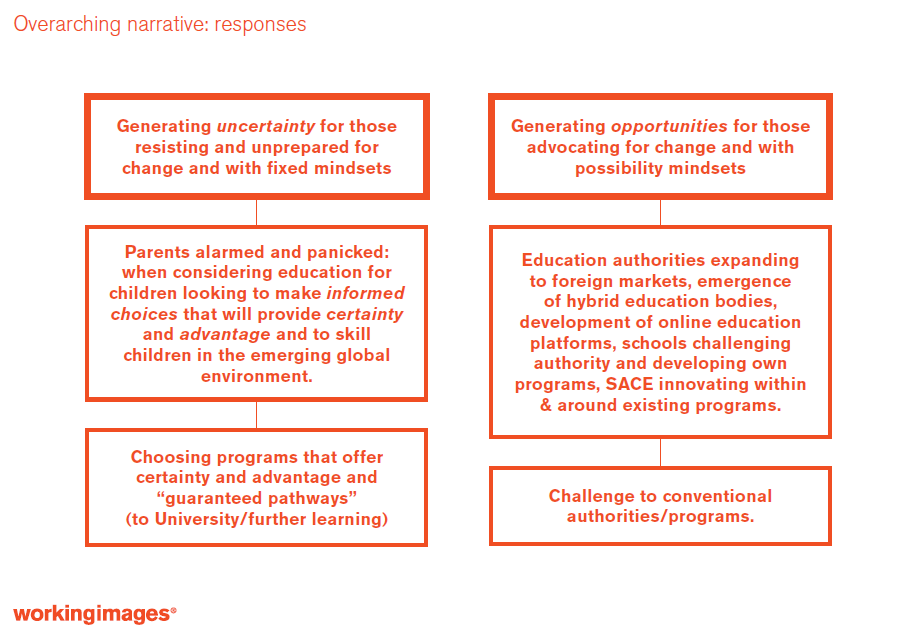 Overarching narrative: responses
Generating uncertainty for those
resisting and unprepared for
change and with fixed mindsets
Parents alarmed and panicked:
when considering education for
children looking to make informed
choices that will provide certainty
and advantage and to skill
children in the emerging global
environment.
Choosing programs that offer
certainty and advantage and
“guaranteed pathways”
(to University/further learning)
Generating opportunities for those
advocating for change and with
possibility mindsets
Education authorities expanding
to foreign markets, emergence
of hybrid education bodies,
development of online education
platforms, schools challenging
authority and developing own
programs, SACE innovating within
& around existing programs.
Challenge to conventional
authorities/programs.
workingimages®